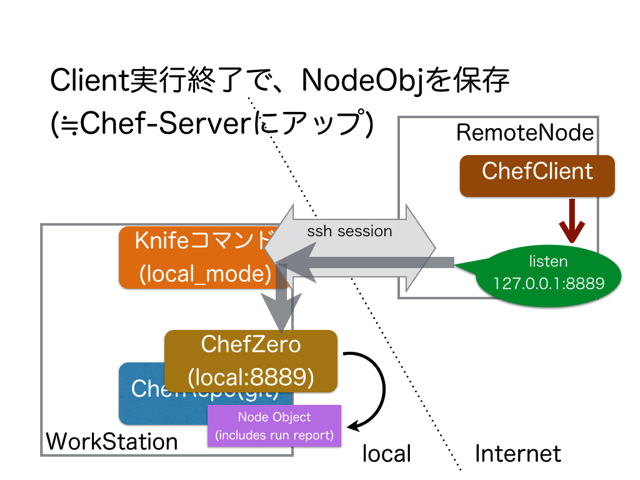 Client実行終了で、NodeObjを保存
(≒Chef-Serverにアップ)
RemoteNode
ChefClient
ssh session
Knifeコマンド
(local_mode)
listen
127.0.0.1:8889
ChefZero
(local:8889)
ChefRepo(git)
Node Object
(includes run report)
WorkStation
local
Internet